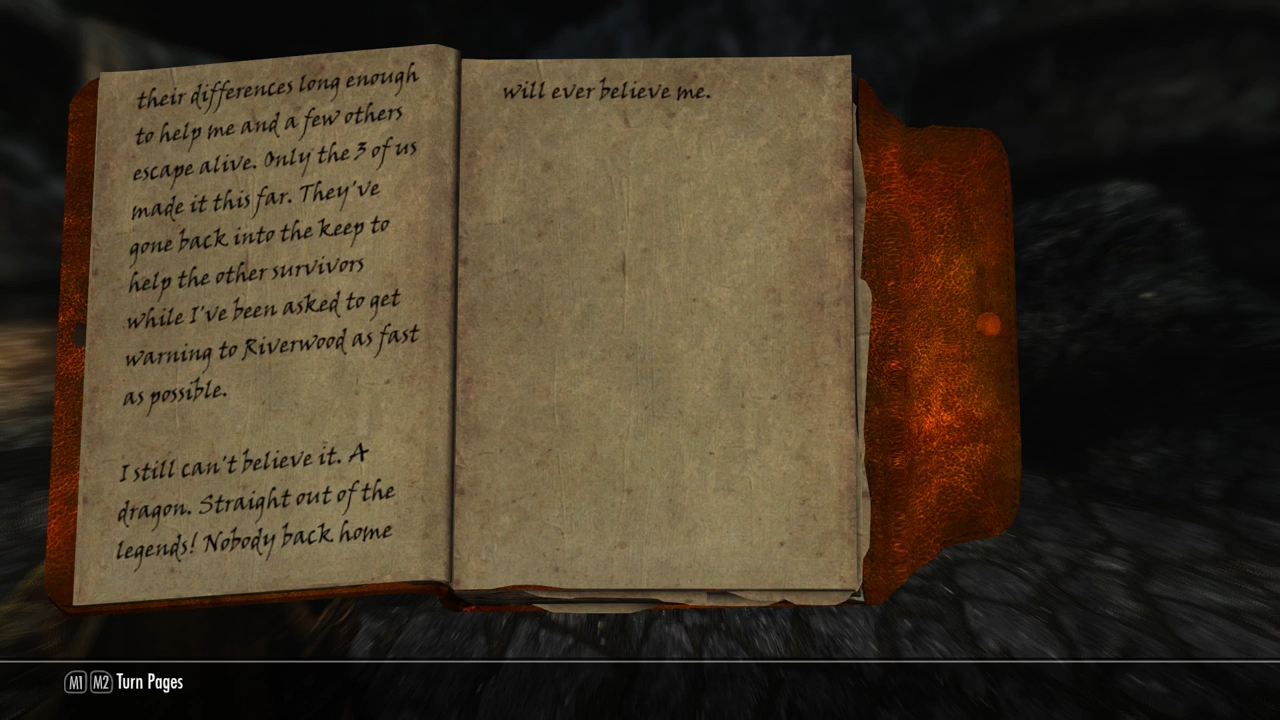 their differences long enough
to help me and a few others
escape alive. Only the 3 of us
made it this far. They've
gone back into the keep to
help the other survivors
while I've been asked to get
warning to Riverwood as fast
as possible.
I still can't believe it. A
dragon. Straight out of the
legends! Nobody back home
will ever believe me.
M1 M2 Turn Pages